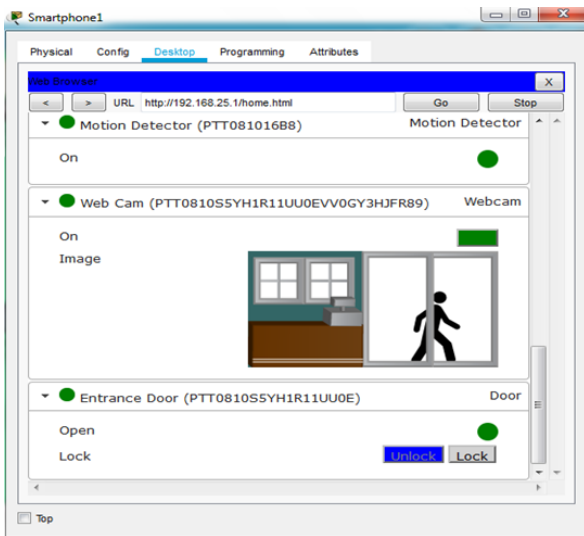 Smartphone1
Physical Config Desktop Programming Attributes
Web Browser X
< > URL http://192.168.25.1/home.html Go Stop
Motion Detector (PTT081016B8) Motion Detector
On
Web Cam (PTT0810S5YH1R11UU0EVV0GY3HJFR89) Webcam
On
Image
Entrance Door (PTT0810S5YH1R11UU0E) Door
Open
Lock Unlock Lock
Top